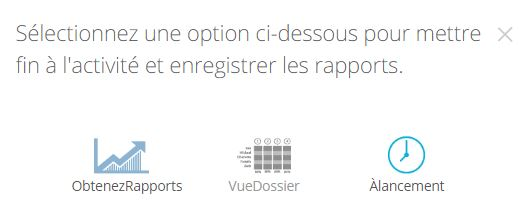 Sélectionnez une option ci-dessous pour mettre
fin à l'activité et enregistrer les rapports.
ObtenezRapports
VueDossier
Àlancement